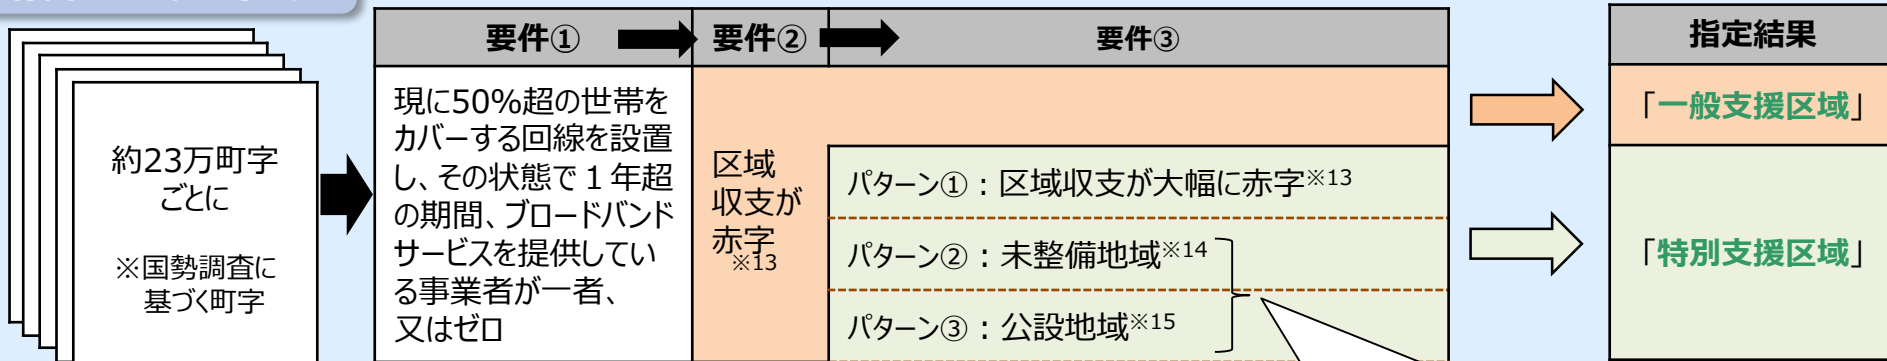 約23万町字
ごとに
※国勢調査に
基づく町字
要件①
要件②
要件③
現に50%超の世帯を
カバーする回線を設置
し、その状態で１年超
の期間、ブロードバンド
サービスを提供してい
る事業者が一者、
又はゼロ
区域
収支が
赤字
※13
パターン①：区域収支が大幅に赤字※13
パターン②：未整備地域※14
パターン③：公設地域※15
指定結果
「一般支援区域」
「特別支援区域」